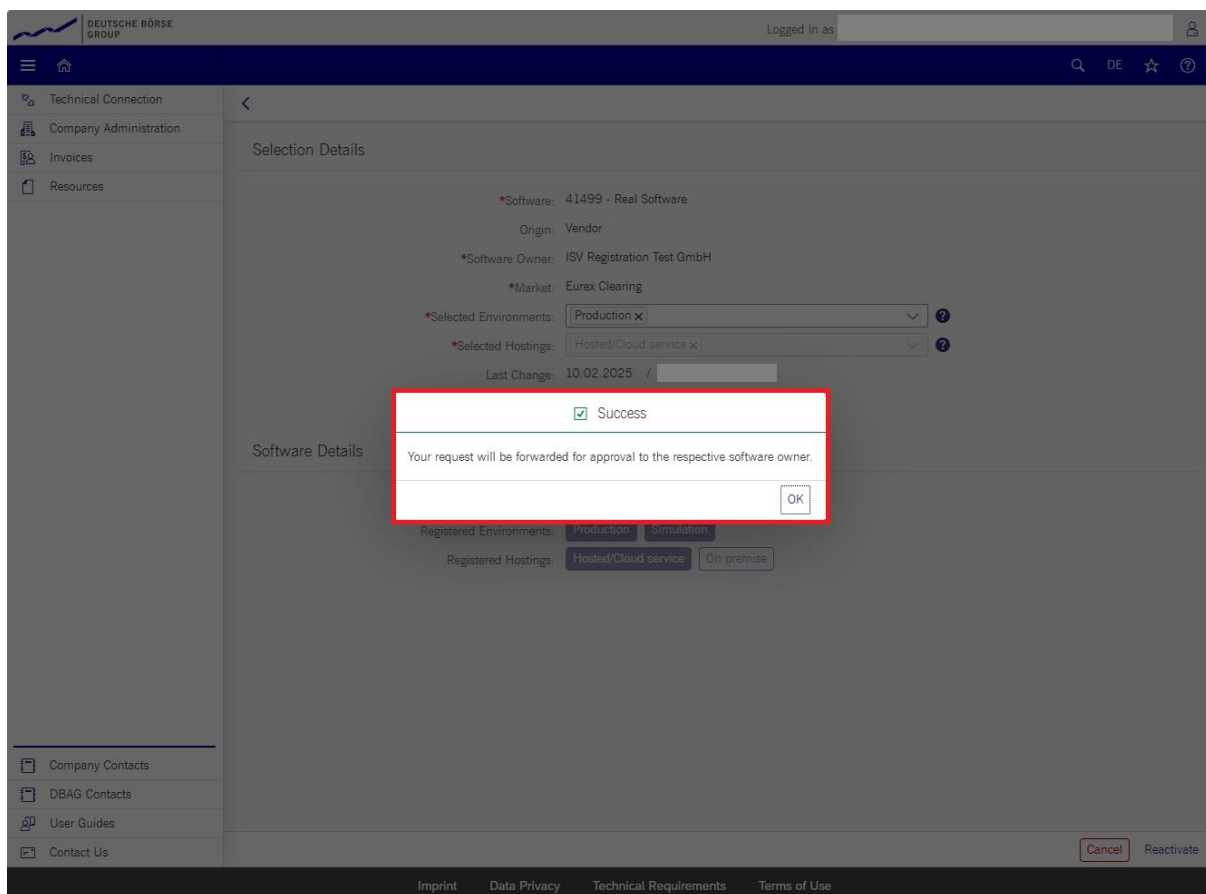 DEUTSCHE BÖRSE
GROUP
Logged In as
DE
Technical Connection
Company Administration
Invoices
Resources
Selection Details
*Software: 41499 - Real Software
Origin: Vendor
*Software Owner: ISV Registration Test GmbH
*Market: Eurex Clearing
*Selected Environments: Production
*Selected Hostings: Hosted/Cloud service
Last Change: 10.02.2025 /
Success
Software Details
Your request will be forwarded for approval to the respective software owner.
OK
Registered Environments: Production Simulation
Registered Hostings: Hosted/Cloud service On premise
Company Contacts
DBAG Contacts
User Guides
Contact Us
Cancel Reactivate
Imprint Data Privacy Technical Requirements Terms of Use